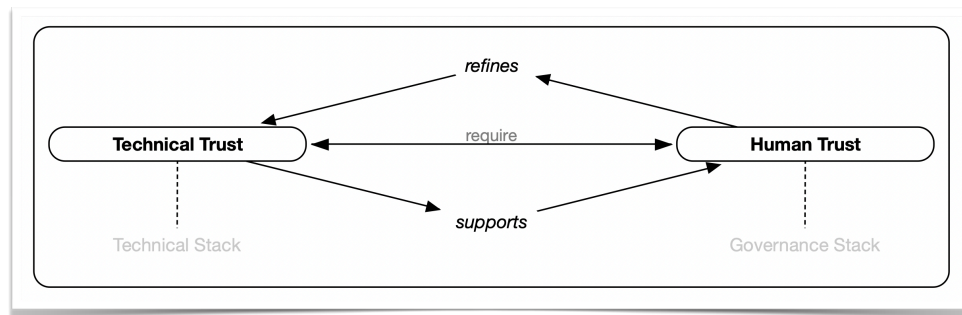 refines
Technical Trust
require
Human Trust
supports
Technical Stack
Governance Stack